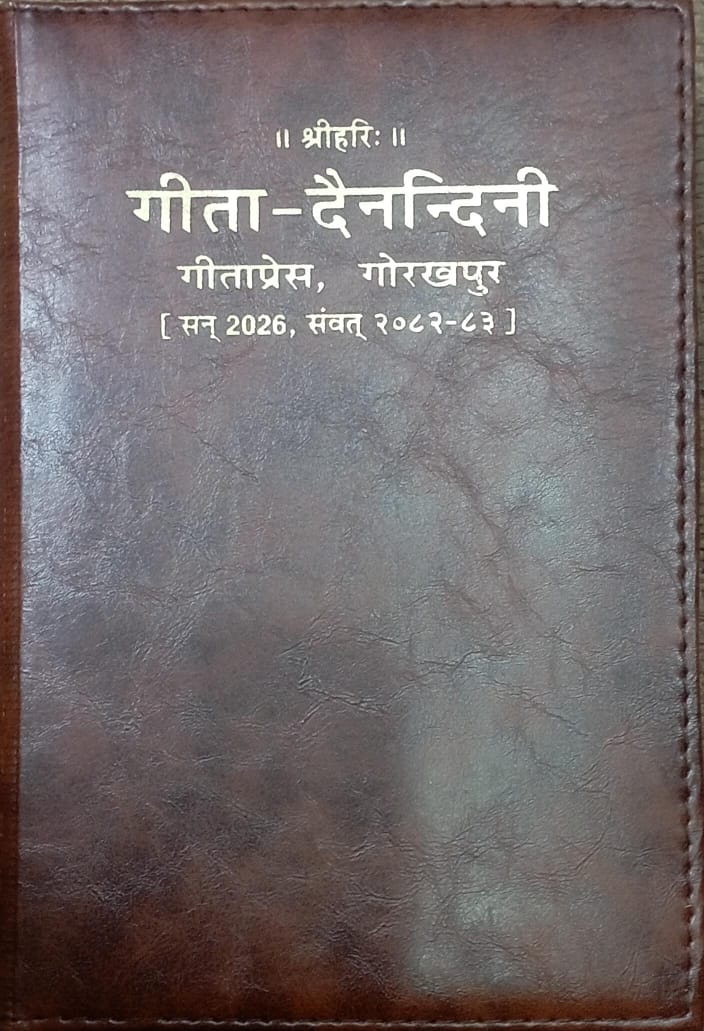 ॥ श्रीहरिः ॥
गीता-दैनन्दिनी
गीताप्रेस, गोरखपुर
[ सन् 2026, संवत् २०८२-८३ ]